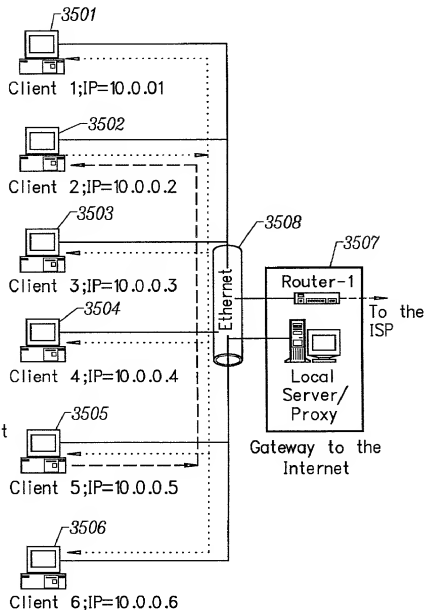 3501
Client 1;IP=10.0.01
3502
Client 2;IP=10.0.0.2
3503
Client 3;IP=10.0.0.3
3504
Client 4;IP=10.0.0.4
3505
t
Client 5;IP=10.0.0.5
3506
Client 6;IP=10.0.0.6
3508
Ethernet
3507
Router-1
To the
ISP
Local
Server/
Proxy
Gateway to the
Internet